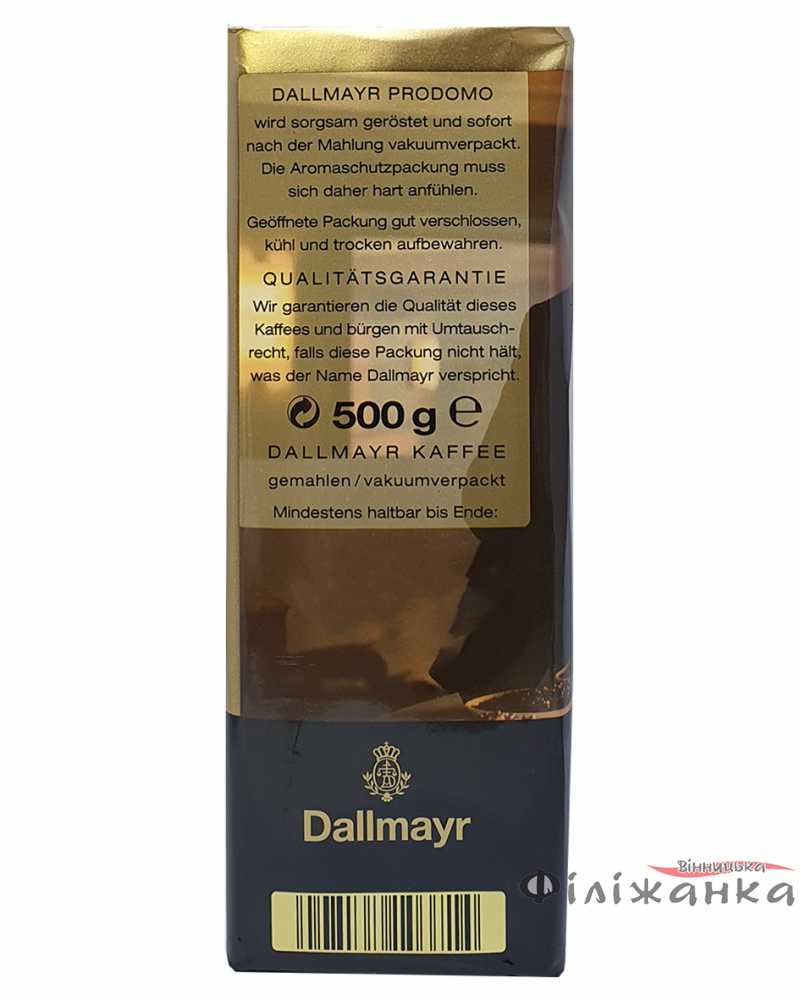 DALLMAYR PRODOMO
wird sorgsam geröstet und sofort
nach der Mahlung vakuumverpackt.
Die Aromaschutzpackung muss
sich daher hart anfühlen.
Geöffnete Packung gut verschlossen,
kühl und trocken aufbewahren.
QUALITÄTSGARANTIE
Wir garantieren die Qualität dieses
Kaffees und bürgen mit Umtausch-
recht, falls diese Packung nicht hält,
was der Name Dallmayr verspricht.
500 g ℮
DALLMAYR KAFFEE
gemahlen/vakuumverpackt
Mindestens haltbar bis Ende:
Dallmayr
Вінницька
Філіжанка